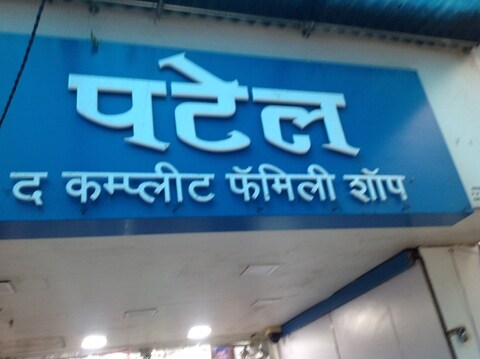 पटेल
द कम्प्लीट फॅमिली शॉप